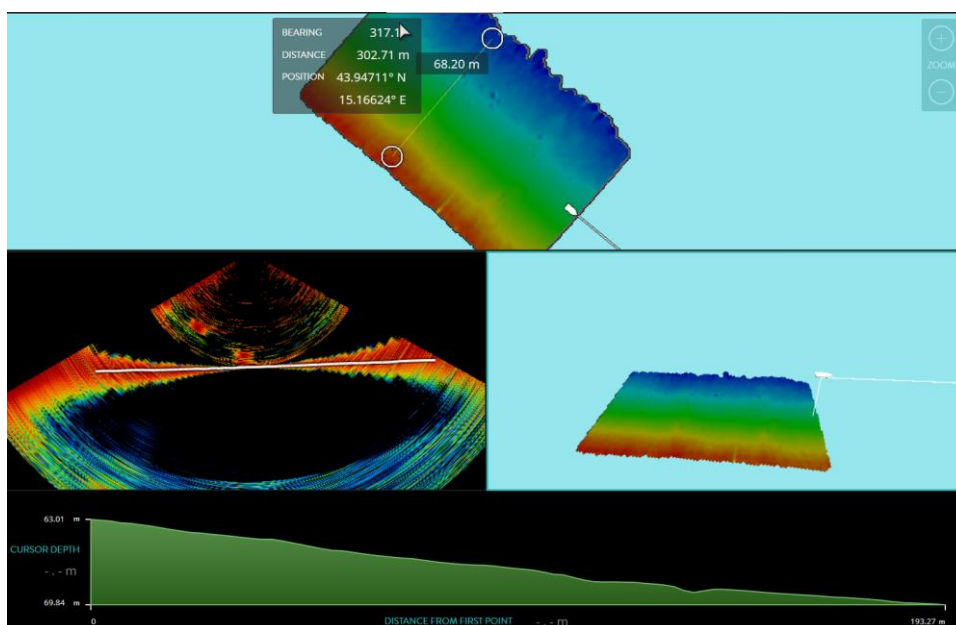 BEARING 317.1
DISTANCE 302.71 m
POSITION 43.94711° N
15.16624° E
68.20 m
ZOOM
63.01 m
CURSOR DEPTH
-.- m
69.84 m
0 DISTANCE FROM FIRST POINT -.- m 193.27 m